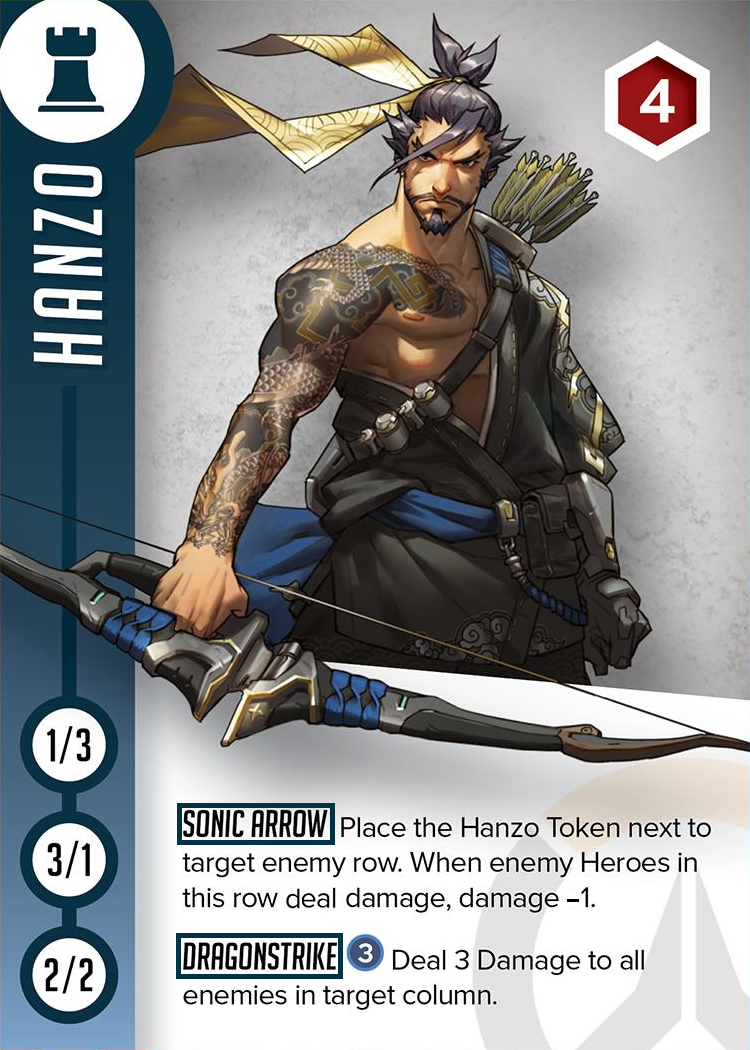 4
HANZO
1/3
3/1
2/2
SONIC ARROW Place the Hanzo Token next to
target enemy row. When enemy Heroes in
this row deal damage, damage –1.
DRAGONSTRIKE 3 Deal 3 Damage to all
enemies in target column.